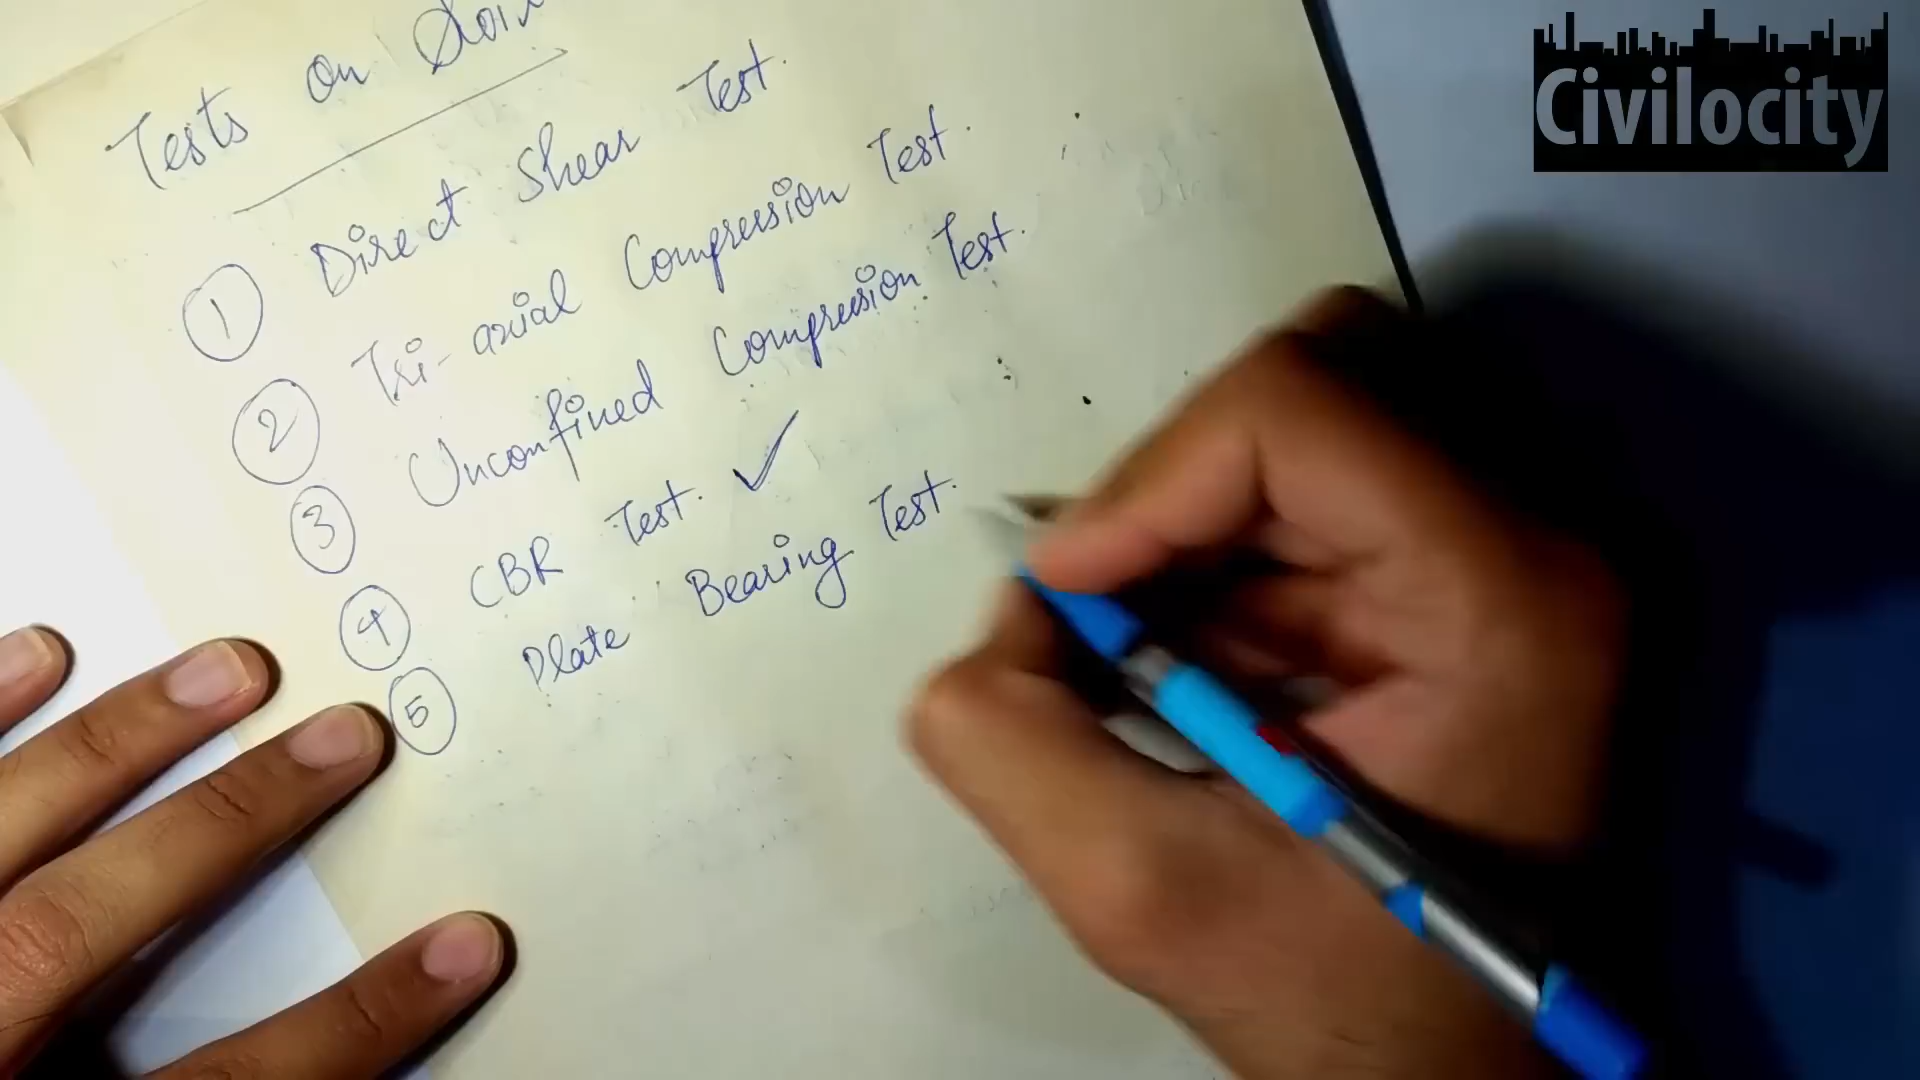 Tests on Soil
① Direct Shear Test.
② Tri-axial Compression Test.
③ Unconfined Compression Test.
④ CBR Test. ✓
⑤ Plate Bearing Test.
Civilocity